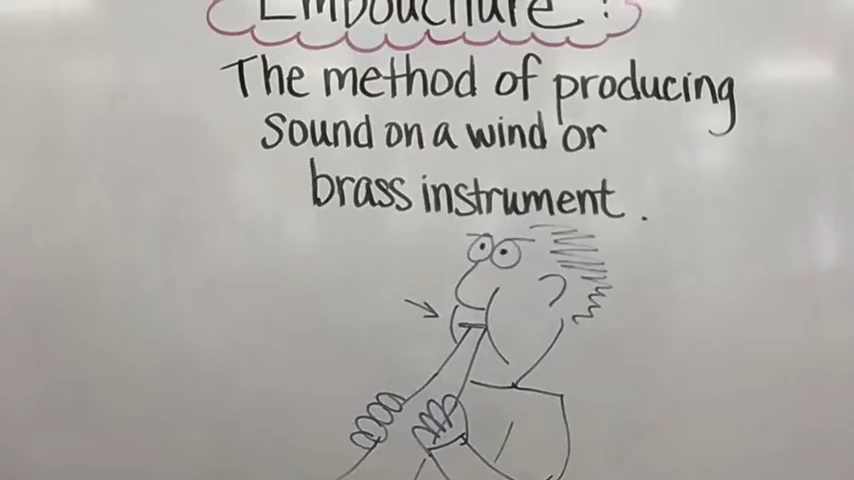 Embouchure:
The method of producing
Sound on a wind or
brass instrument.